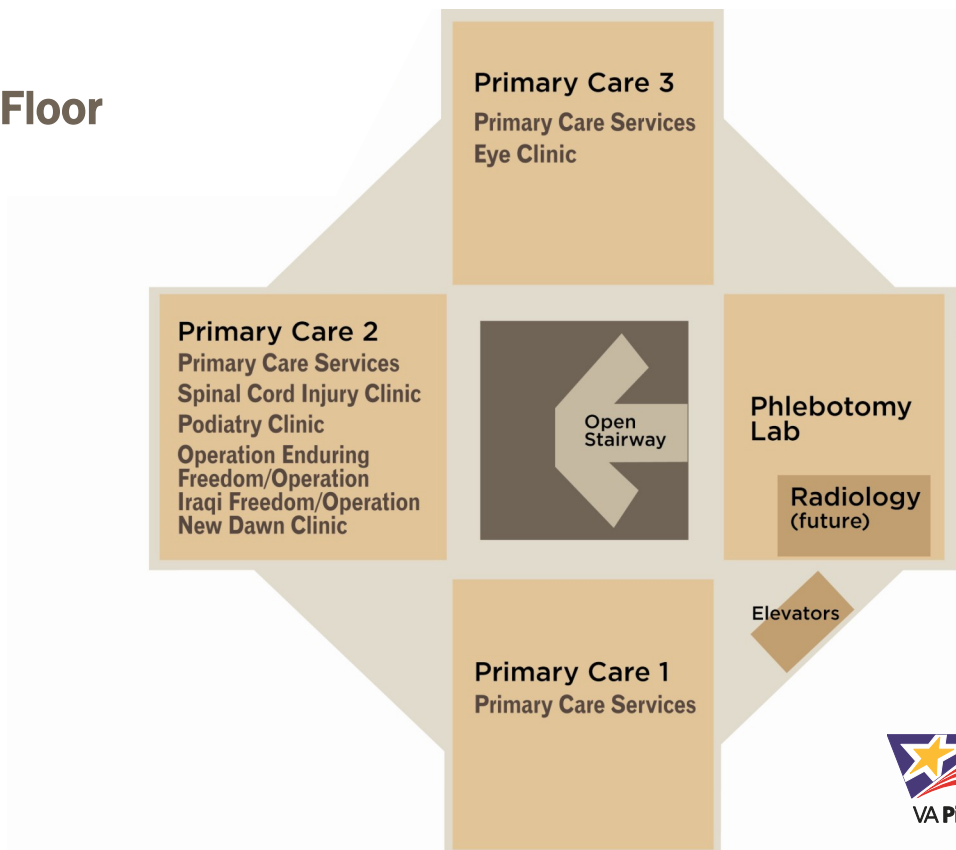 Floor
Primary Care 3
Primary Care Services
Eye Clinic
Primary Care 2
Primary Care Services
Spinal Cord Injury Clinic
Podiatry Clinic
Operation Enduring
Freedom/Operation
Iraqi Freedom/Operation
New Dawn Clinic
Open
Stairway
Phlebotomy
Lab
Radiology
(future)
Elevators
Primary Care 1
Primary Care Services
VA